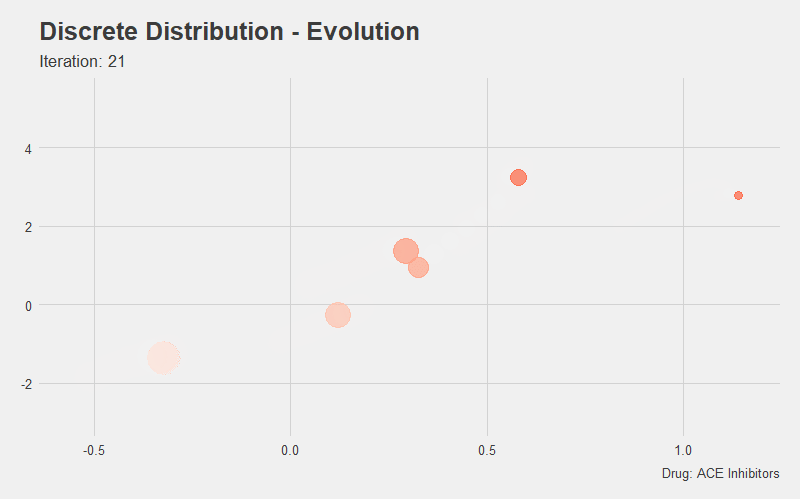 Discrete Distribution - Evolution
Iteration: 21
4
2
0
-2
-0.5 0.0 0.5 1.0
Drug: ACE Inhibitors